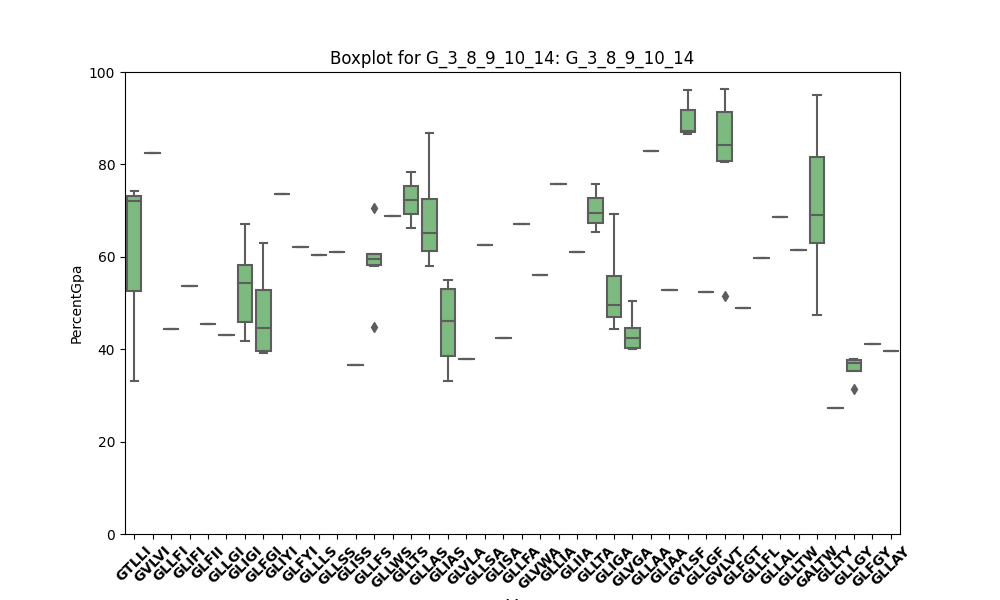 Boxplot for G_3_8_9_10_14: G_3_8_9_10_14
PercentGpa
100
80
60
40
20
0
GTLLI
GVLVI
GLLFI
GLIFI
GLFII
GLLGI
GLIGI
GLFGI
GLIYI
GLFYI
GLLLS
GLLSS
GLISS
GLLFS
GLLWS
GLLTS
GLLAS
GLIAS
GLVLA
GLLSA
GLISA
GLLFA
GLVWA
GLLIA
GLIIA
GLLTA
GLIGA
GLVGA
GLLAA
GLIAA
GYLSF
GLLGF
GVLVT
GLFGT
GLLFL
GLLAL
GLLTW
GALTW
GLLTY
GLLGY
GLFGY
GLLAY